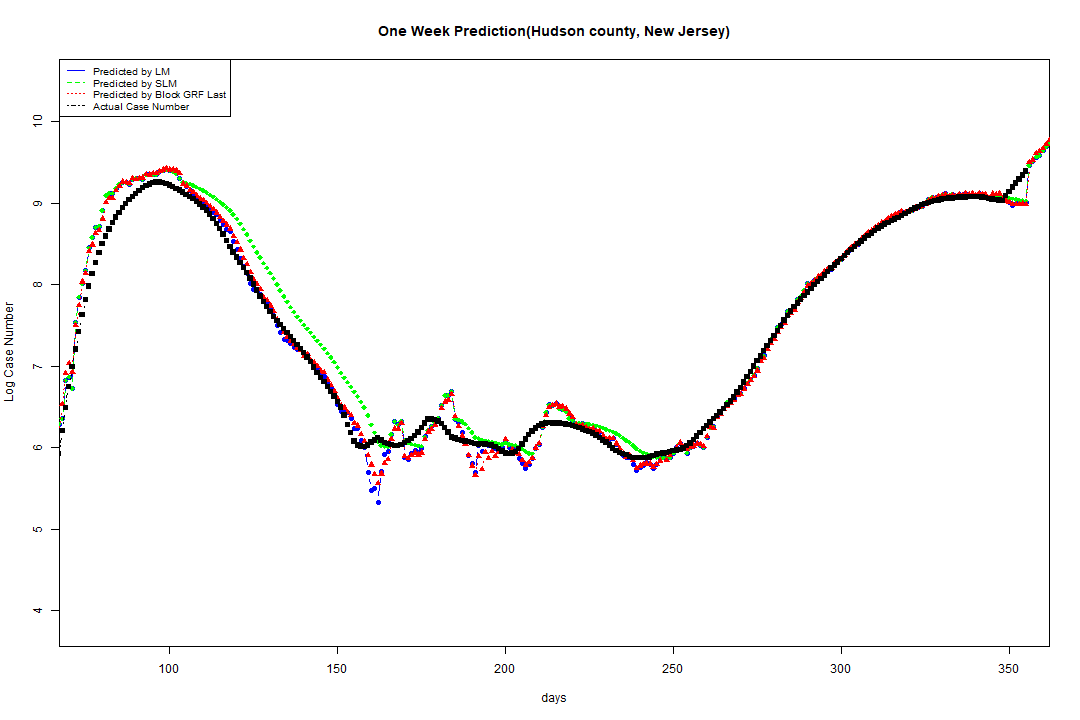 One Week Prediction(Hudson county, New Jersey)
Predicted by LM
Predicted by SLM
Predicted by Block GRF Last
Actual Case Number
Log Case Number
10
9
8
7
6
5
4
100 150 200 250 300 350
days